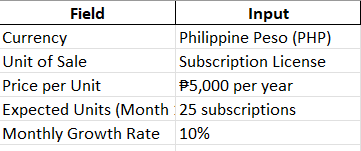 Field Input
Currency Philippine Peso (PHP)
Unit of Sale Subscription License
Price per Unit ₱5,000 per year
Expected Units (Month 25 subscriptions
Monthly Growth Rate 10%